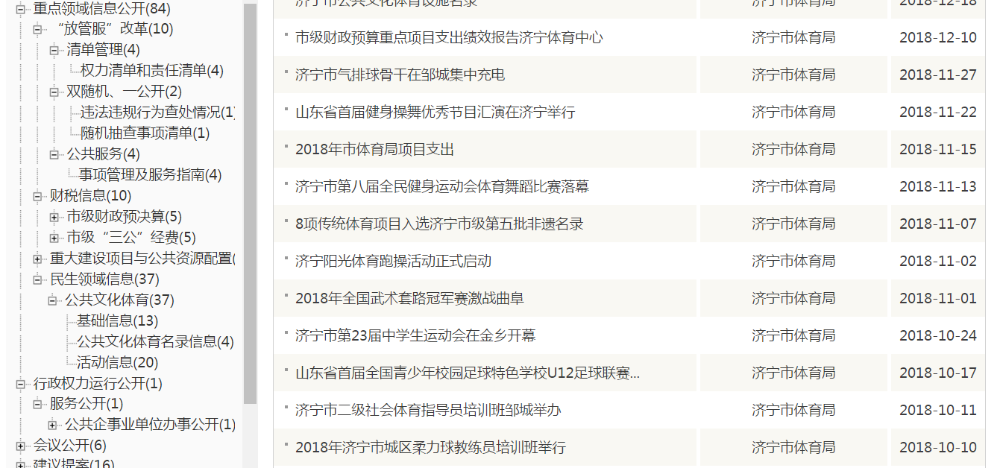 重点领域信息公开(84)
“放管服”改革(10)
清单管理(4)
权力清单和责任清单(4)
双随机、一公开(2)
违法违规行为查处情况(1)
随机抽查事项清单(1)
公共服务(4)
事项管理及服务指南(4)
财税信息(10)
市级财政预决算(5)
市级“三公”经费(5)
重大建设项目与公共资源配置(
民生领域信息(37)
公共文化体育(37)
基础信息(13)
公共文化体育名录信息(4)
活动信息(20)
行政权力运行公开(1)
服务公开(1)
公共企事业单位办事公开(1)
会议公开(6)
建议提案(16)
济宁市公共文化体育设施名录 济宁市体育局 2018-12-18
市级财政预算重点项目支出绩效报告济宁体育中心 济宁市体育局 2018-12-10
济宁市气排球骨干在邹城集中充电 济宁市体育局 2018-11-27
山东省首届健身操舞优秀节目汇演在济宁举行 济宁市体育局 2018-11-22
2018年市体育局项目支出 济宁市体育局 2018-11-15
济宁市第八届全民健身运动会体育舞蹈比赛落幕 济宁市体育局 2018-11-13
8项传统体育项目入选济宁市级第五批非遗名录 济宁市体育局 2018-11-07
济宁阳光体育跑操活动正式启动 济宁市体育局 2018-11-02
2018年全国武术套路冠军赛激战曲阜 济宁市体育局 2018-11-01
济宁市第23届中学生运动会在金乡开幕 济宁市体育局 2018-10-24
山东省首届全国青少年校园足球特色学校U12足球联赛... 济宁市体育局 2018-10-17
济宁市二级社会体育指导员培训班邹城举办 济宁市体育局 2018-10-11
2018年济宁市城区柔力球教练员培训班举行 济宁市体育局 2018-10-10